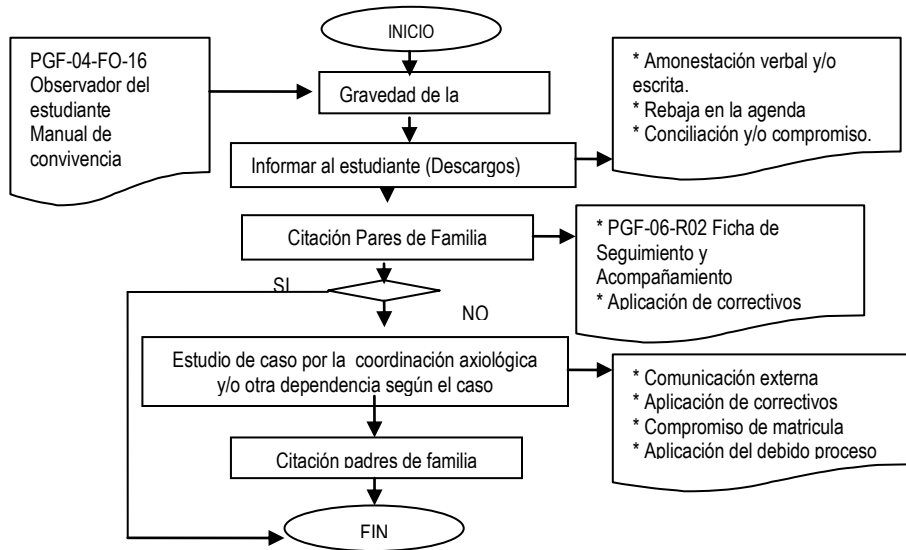 INICIO
PGF-04-FO-16
Observador del
estudiante
Manual de
convivencia
Gravedad de la
* Amonestación verbal y/o
escrita.
* Rebaja en la agenda
* Conciliación y/o compromiso.
Informar al estudiante (Descargos)
Citación Pares de Familia
* PGF-06-R02 Ficha de
Seguimiento y
Acompañamiento
* Aplicación de correctivos
SI
NO
Estudio de caso por la coordinación axiológica
y/o otra dependencia según el caso
* Comunicación externa
* Aplicación de correctivos
* Compromiso de matricula
* Aplicación del debido proceso
Citación padres de familia
FIN